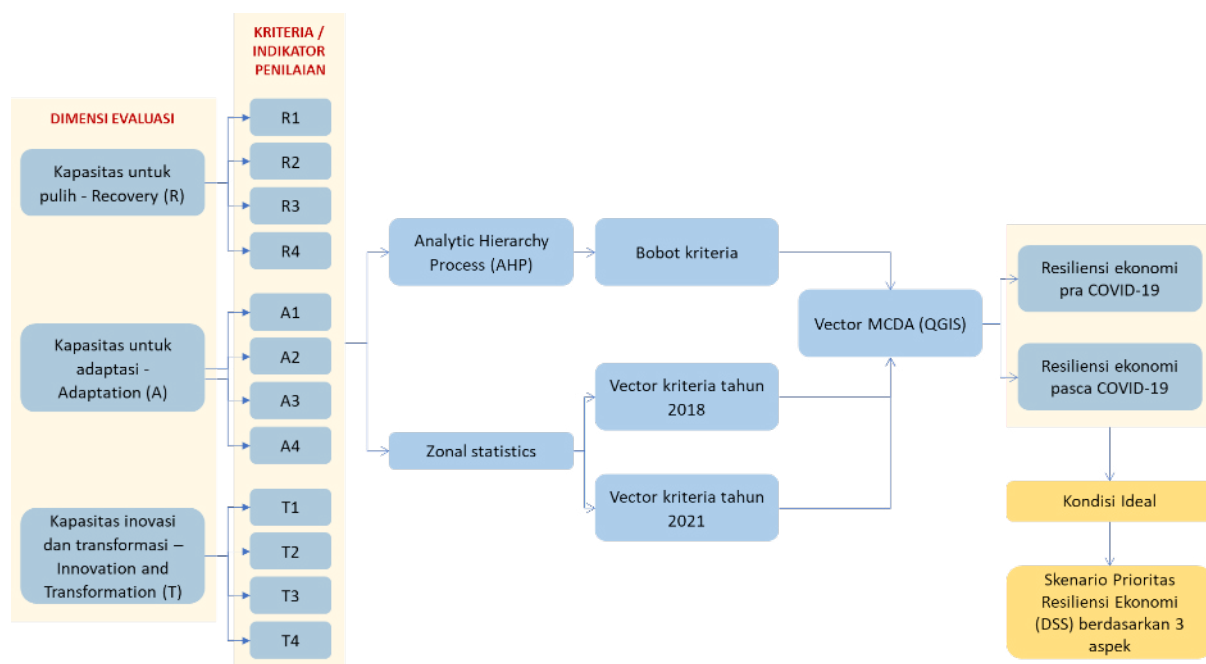 DIMENSI EVALUASI
Kapasitas untuk
pulih - Recovery (R)
Kapasitas untuk
adaptasi -
Adaptation (A)
Kapasitas inovasi
dan transformasi –
Innovation and
Transformation (T)
KRITERIA /
INDIKATOR
PENILAIAN
R1
R2
R3
R4
A1
A2
A3
A4
T1
T2
T3
T4
Analytic Hierarchy
Process (AHP)
Bobot kriteria
Zonal statistics
Vector kriteria tahun
2018
Vector kriteria tahun
2021
Vector MCDA (QGIS)
Resiliensi ekonomi
pra COVID-19
Resiliensi ekonomi
pasca COVID-19
Kondisi Ideal
Skenario Prioritas
Resiliensi Ekonomi
(DSS) berdasarkan 3
aspek